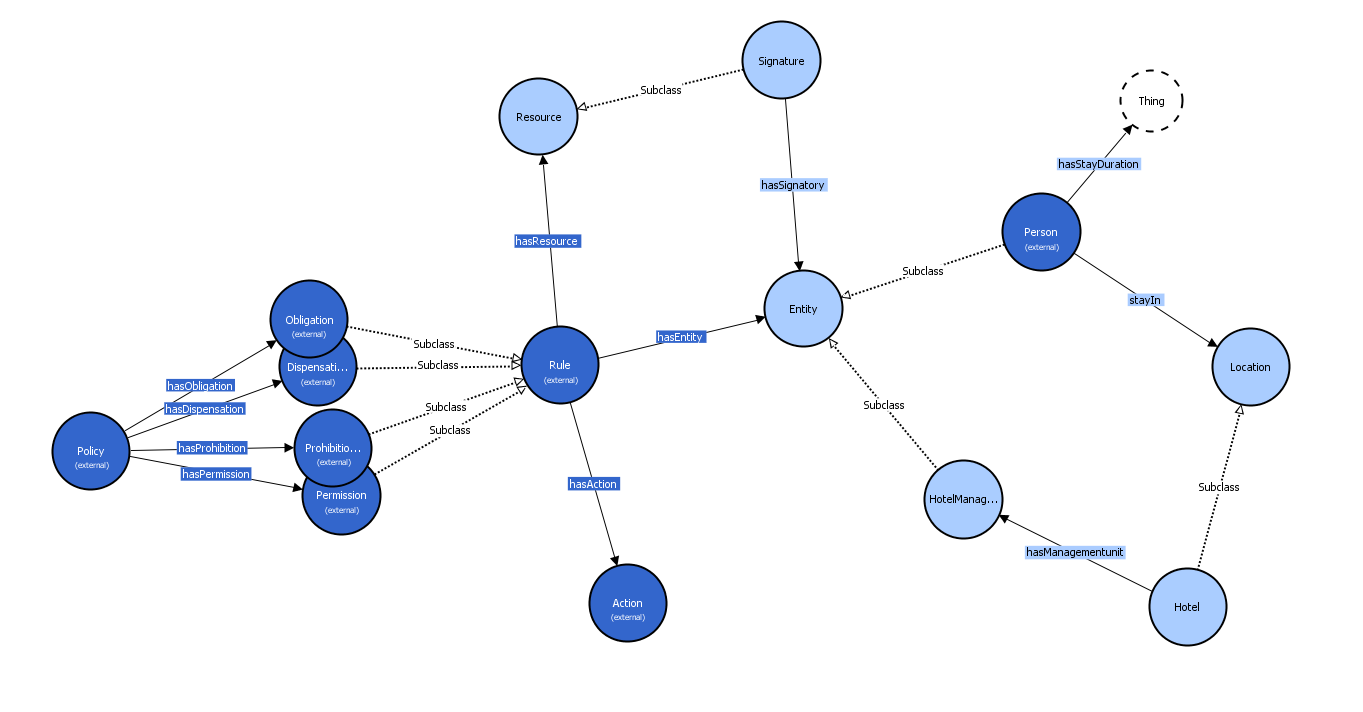 Signature
Subclass
Thing
Resource
hasStayDuration
hasSignatory
Person
(external)
hasResource
Subclass
stayIn
Entity
Obligation
(external)
hasEntity
Subclass
Dispensati...
(external)
Subclass
Rule
(external)
Location
hasObligation
hasDispensation
Subclass
Subclass
Subclass
Policy
(external)
hasProhibition
Prohibitio...
(external)
hasPermission
hasAction
Subclass
Permission
(external)
HotelManag...
hasManagementunit
Action
(external)
Hotel